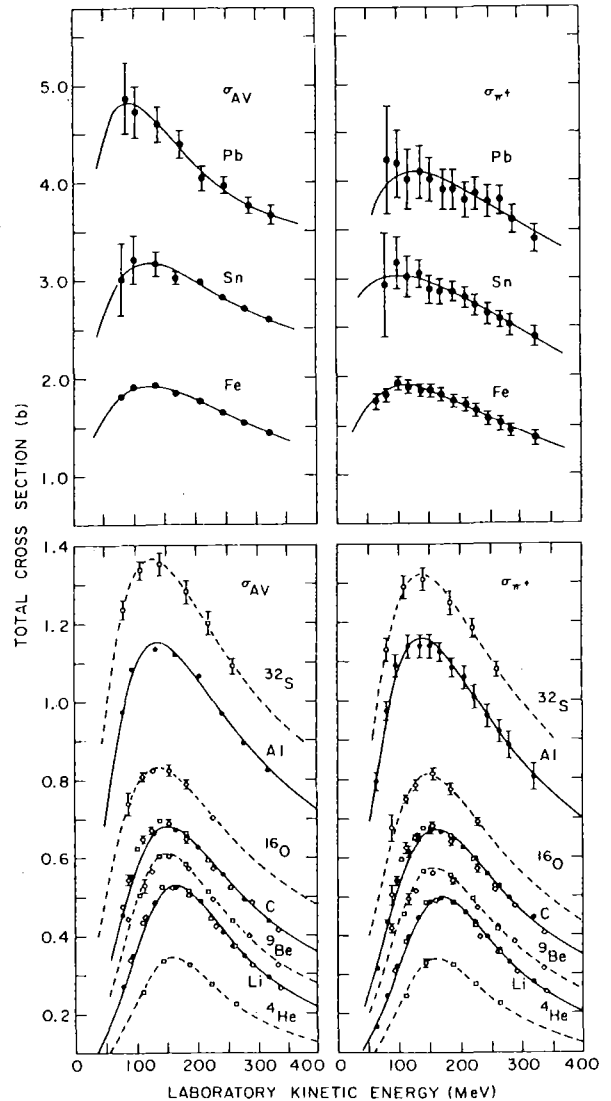 σAV
σπ+
5.0
Pb
Pb
4.0
Sn
Sn
3.0
Fe
Fe
2.0
1.0
TOTAL CROSS SECTION (b)
1.4
σAV
σπ+
1.2
32S
32S
1.0
Al
Al
0.8
16O
16O
0.6
C
C
0.4
9Be
9Be
Li
Li
0.2
4He
4He
0 100 200 300 400
0 100 200 300 400
LABORATORY KINETIC ENERGY (MeV)